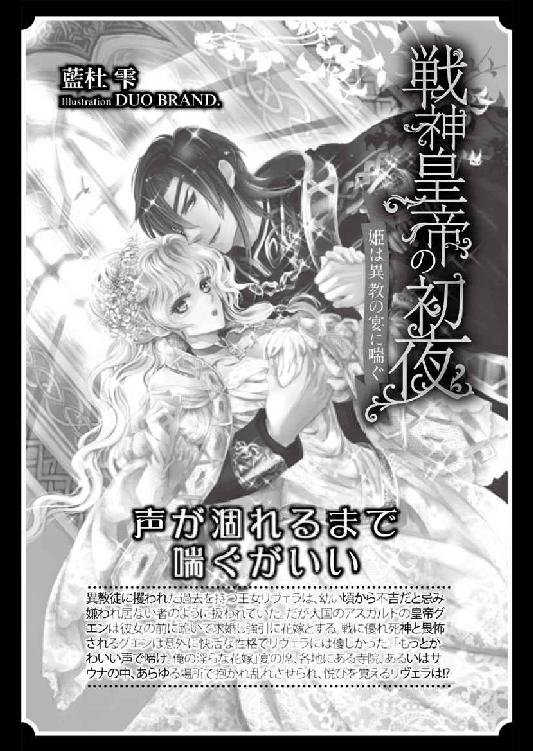 藍杜 雫
Illustration DUO BRAND.
戦神皇帝の初夜
姫は異教の宴に喘ぐ
声が涸れるまで
喘ぐがいい
異教徒に攫われた過去を持つ王女リヴェラは、幼い頃から不吉だと忌み
嫌われ居ない者のように扱われていた。だが大国のアスガルドの皇帝グ
エンは彼女の前に跪いて求婚し強引に花嫁とする。戦に優れ死神と畏怖
されるグエンは意外に快活な性格でリヴェラには優しかった。「もっとか
わいい声で啼け。俺の淫らな花嫁」宴の席、各地にある寺院、あるいはサ
ウナの中、あらゆる場所で抱かれ乱れさせられ、悦びを覚えるリヴェラは!?